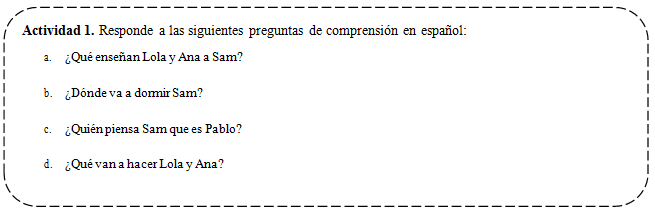 Actividad 1. Responde a las siguientes preguntas de comprensión en español:
a. ¿Qué enseñan Lola y Ana a Sam?
b. ¿Dónde va a dormir Sam?
c. ¿Quién piensa Sam que es Pablo?
d. ¿Qué van a hacer Lola y Ana?